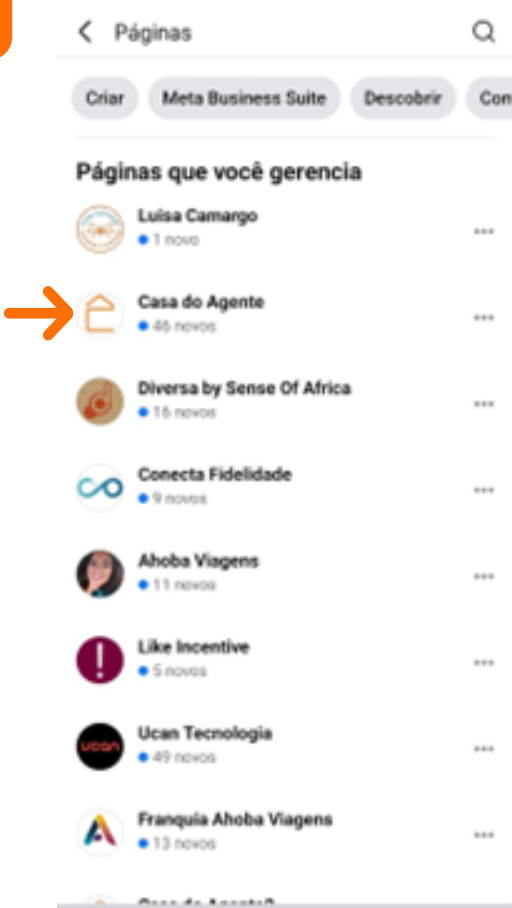 Páginas
Criar
Meta Business Suite
Descobrir
Con
Páginas que você gerencia
Luisa Camargo
1 novo
Casa do Agente
46 novos
Diversa by Sense Of Africa
16 novos
Conecta Fidelidade
9 novos
Ahoba Viagens
11 novos
Like Incentive
5 novos
ucan
Ucan Tecnologia
49 novos
Franquia Ahoba Viagens
13 novos